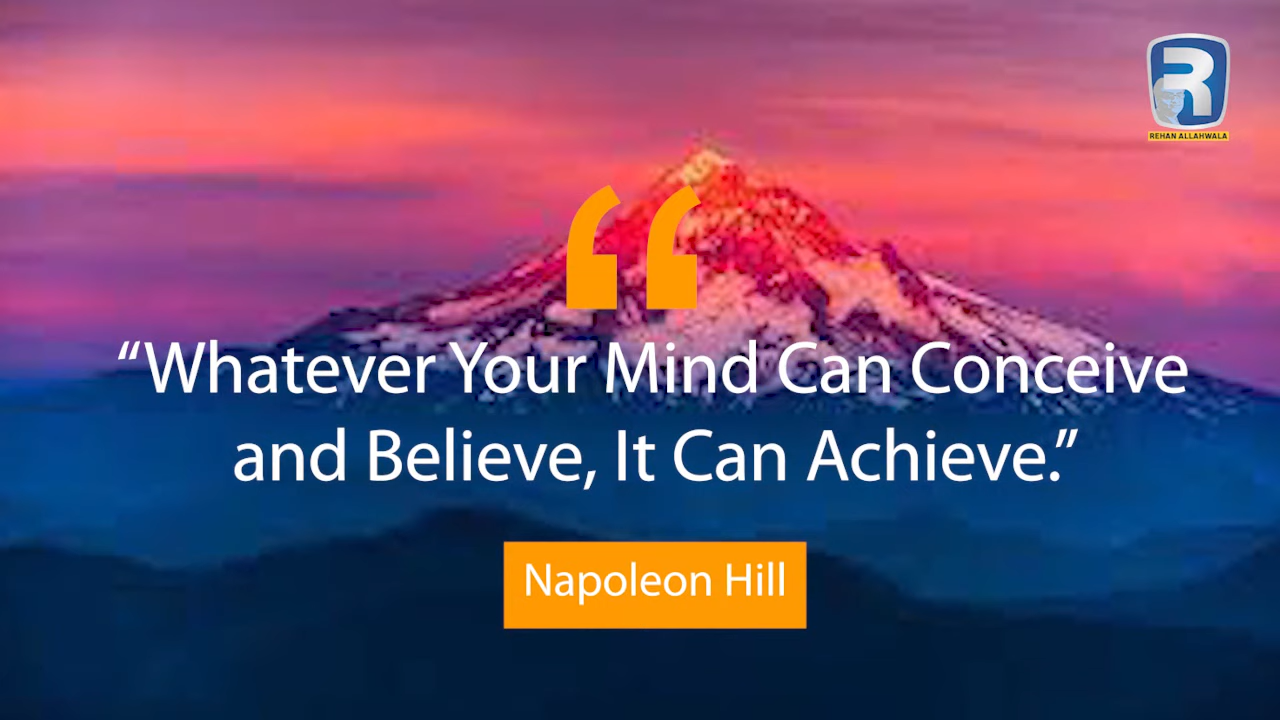 REHAN ALLAHWALA
“Whatever Your Mind Can Conceive
and Believe, It Can Achieve.”
Napoleon Hill